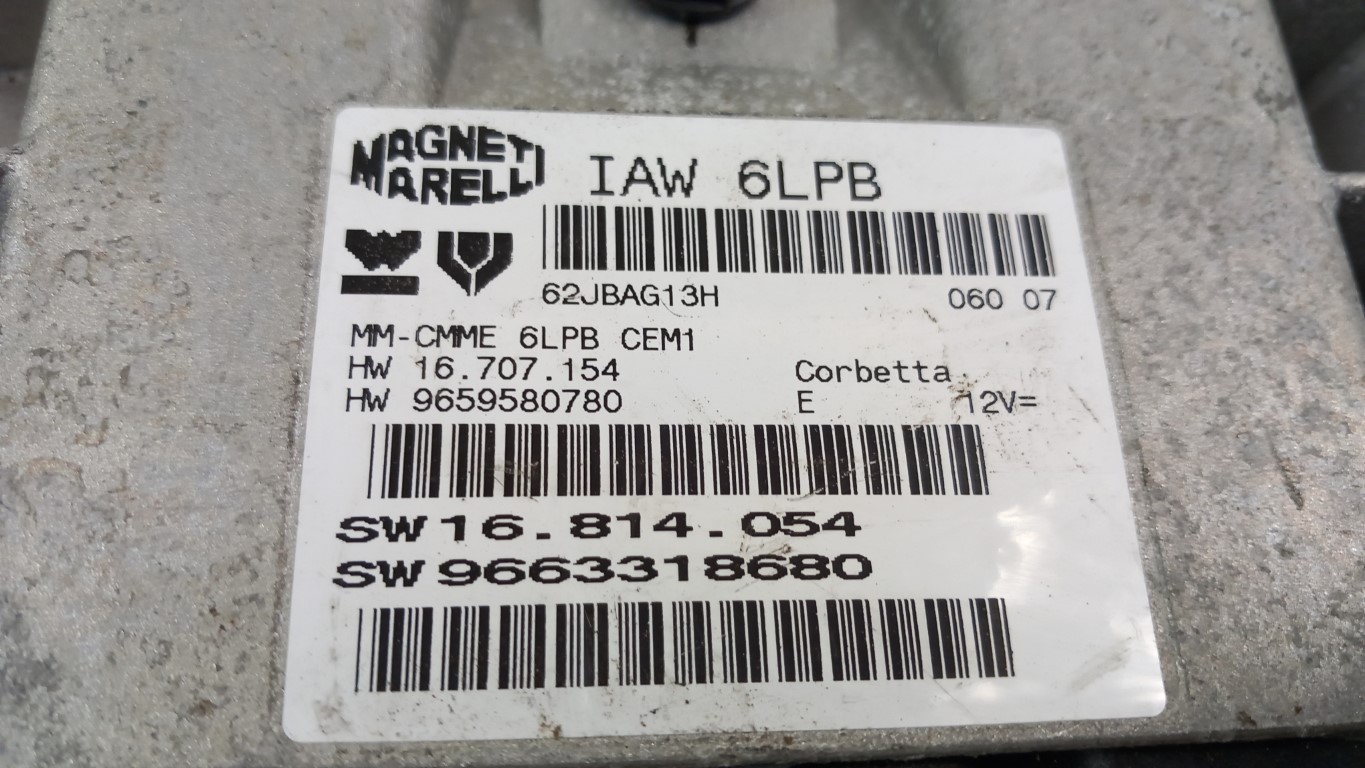 MAGNETI
MARELLI
IAW 6LPB
62JBAG13H 060 07
MM-CMME 6LPB CEM1
HW 16.707.154 Corbetta
HW 9659580780 E 12V=
SW 16.814.054
SW 9663318680